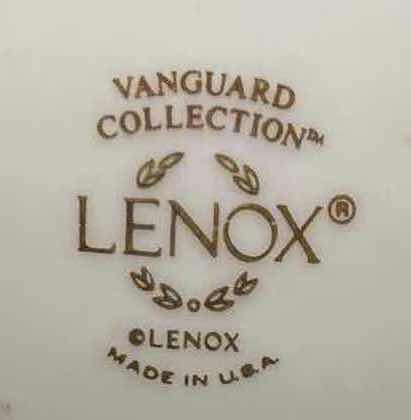 VANGUARD
COLLECTION™
LENOX®
©LENOX
MADE IN U.S.A.